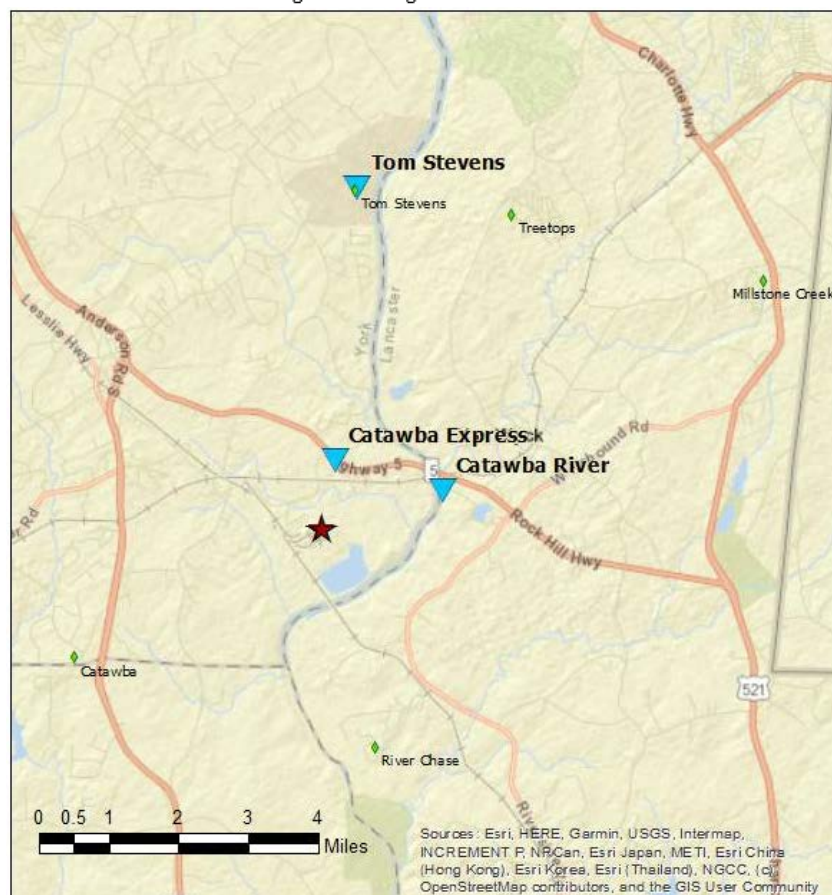 Charlotte Hwy
Tom Stevens
Tom Stevens
Treetops
Millstone Creek
Lesslie Hwy
Anderson Rd S
York
Lancaster
Catawba Express
Highway 5
5
Catawba River
Rock Hill Hwy
Rd
Rd
Catawba
521
River Chase
0 0.5 1 2 3 4
Miles
Sources: Esri, HERE, Garmin, USGS, Intermap,
INCREMENT P, NRCan, Esri Japan, METI, Esri China
(Hong Kong), Esri Korea, Esri (Thailand), NGCC, (c)
OpenStreetMap contributors, and the GIS User Community